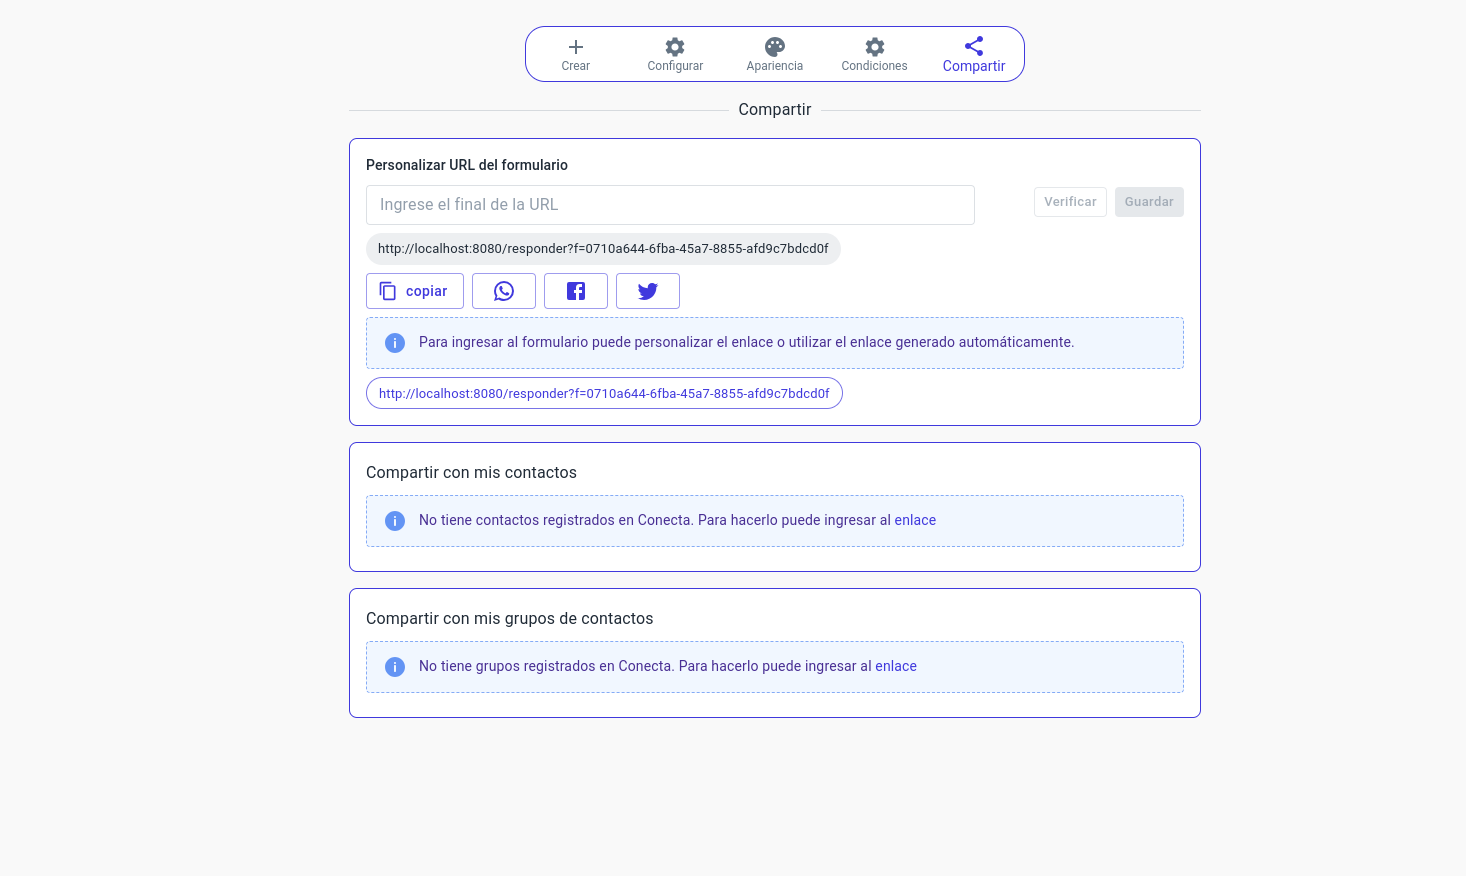 Crear
Configurar
Apariencia
Condiciones
Compartir
Compartir
Personalizar URL del formulario
Ingrese el final de la URL
Verificar
Guardar
http://localhost:8080/responder?f=0710a644-6fba-45a7-8855-afd9c7bdcd0f
copiar
Para ingresar al formulario puede personalizar el enlace o utilizar el enlace generado automáticamente.
http://localhost:8080/responder?f=0710a644-6fba-45a7-8855-afd9c7bdcd0f
Compartir con mis contactos
No tiene contactos registrados en Conecta. Para hacerlo puede ingresar al enlace
Compartir con mis grupos de contactos
No tiene grupos registrados en Conecta. Para hacerlo puede ingresar al enlace